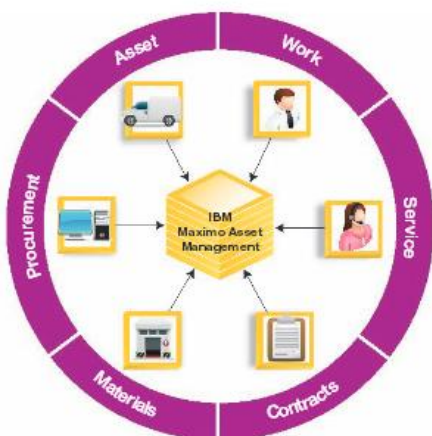 Asset
Work
Procurement
IBM
Maximo Asset
Management
Service
Materials
Contracts